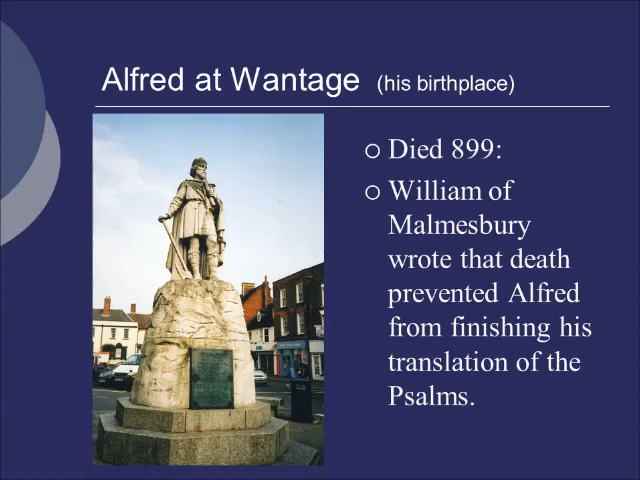 Alfred at Wantage (his birthplace)
Died 899:
William of
Malmesbury
wrote that death
prevented Alfred
from finishing his
translation of the
Psalms.